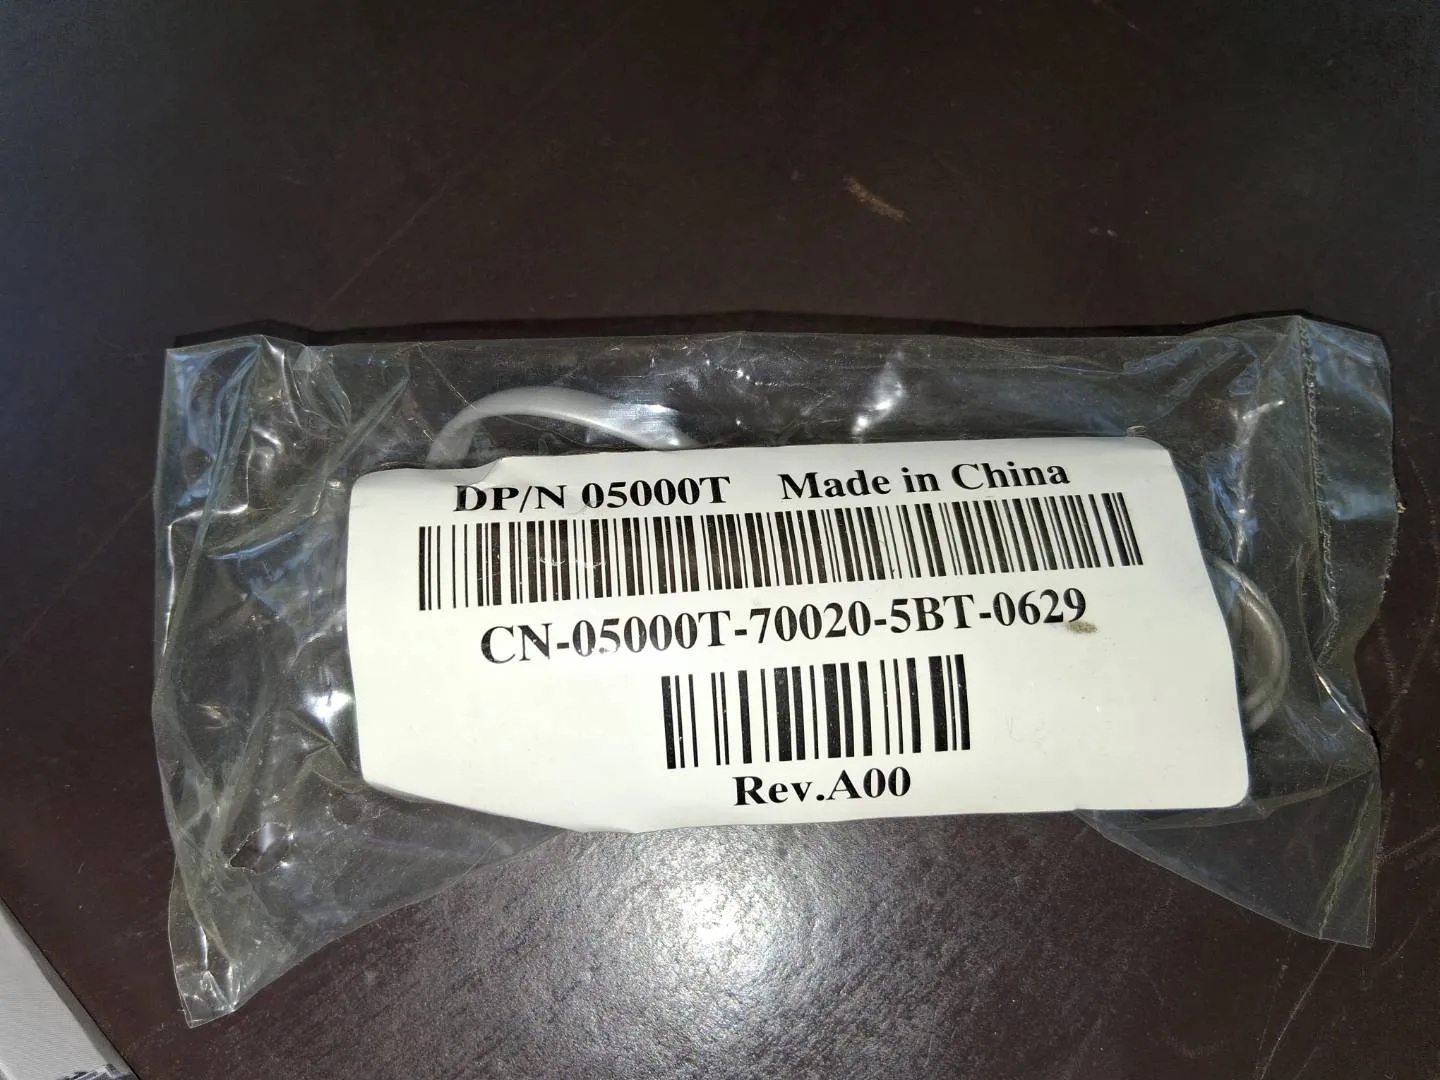 DP/N 05000T Made in China
CN-05000T-70020-5BT-0629
Rev.A00